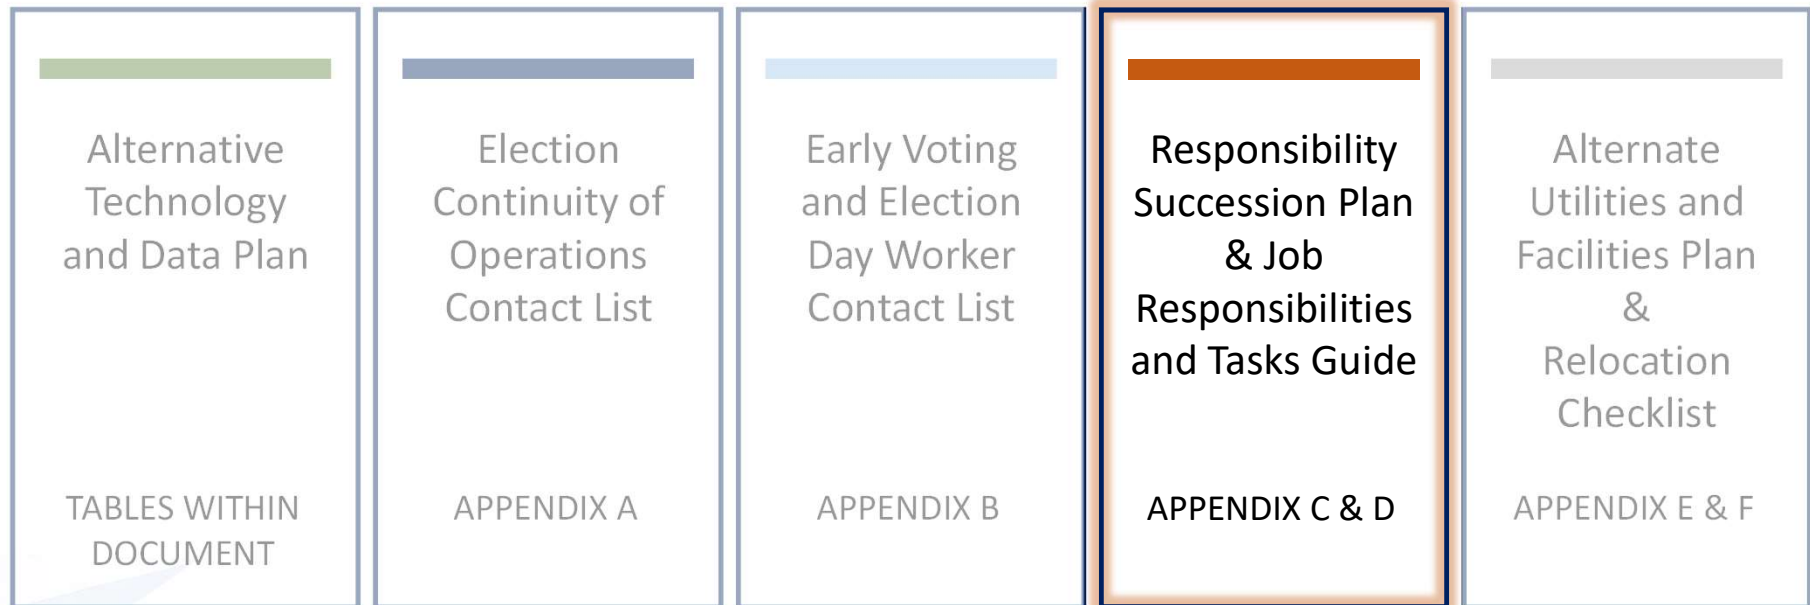 Alternative
Technology
and Data Plan
TABLES WITHIN
DOCUMENT
Election
Continuity of
Operations
Contact List
APPENDIX A
Early Voting
and Election
Day Worker
Contact List
APPENDIX B
Responsibility
Succession Plan
& Job
Responsibilities
and Tasks Guide
APPENDIX C & D
Alternate
Utilities and
Facilities Plan
&
Relocation
Checklist
APPENDIX E & F